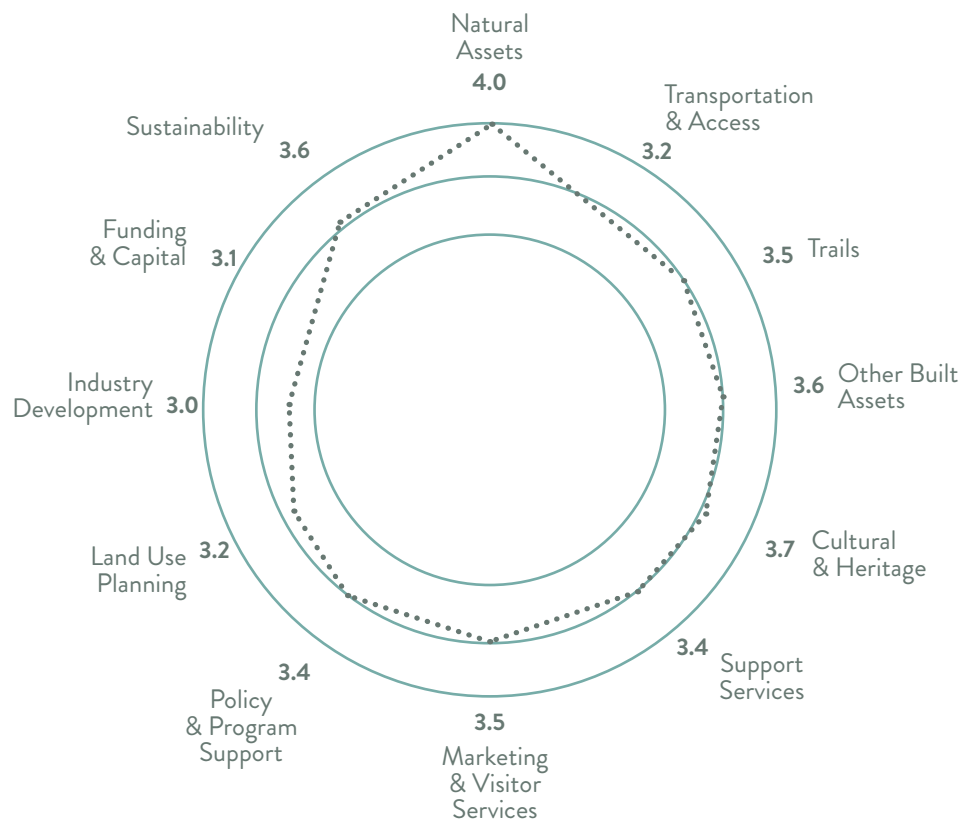 Natural
Assets
4.0
Transportation
& Access
3.2
3.5 Trails
3.6 Other Built
Assets
3.7 Cultural
& Heritage
3.4
Support
Services
3.5
Marketing
& Visitor
Services
3.4
Policy
& Program
Support
Land Use 3.2
Planning
Industry
Development 3.0
Funding
& Capital 3.1
Sustainability
3.6